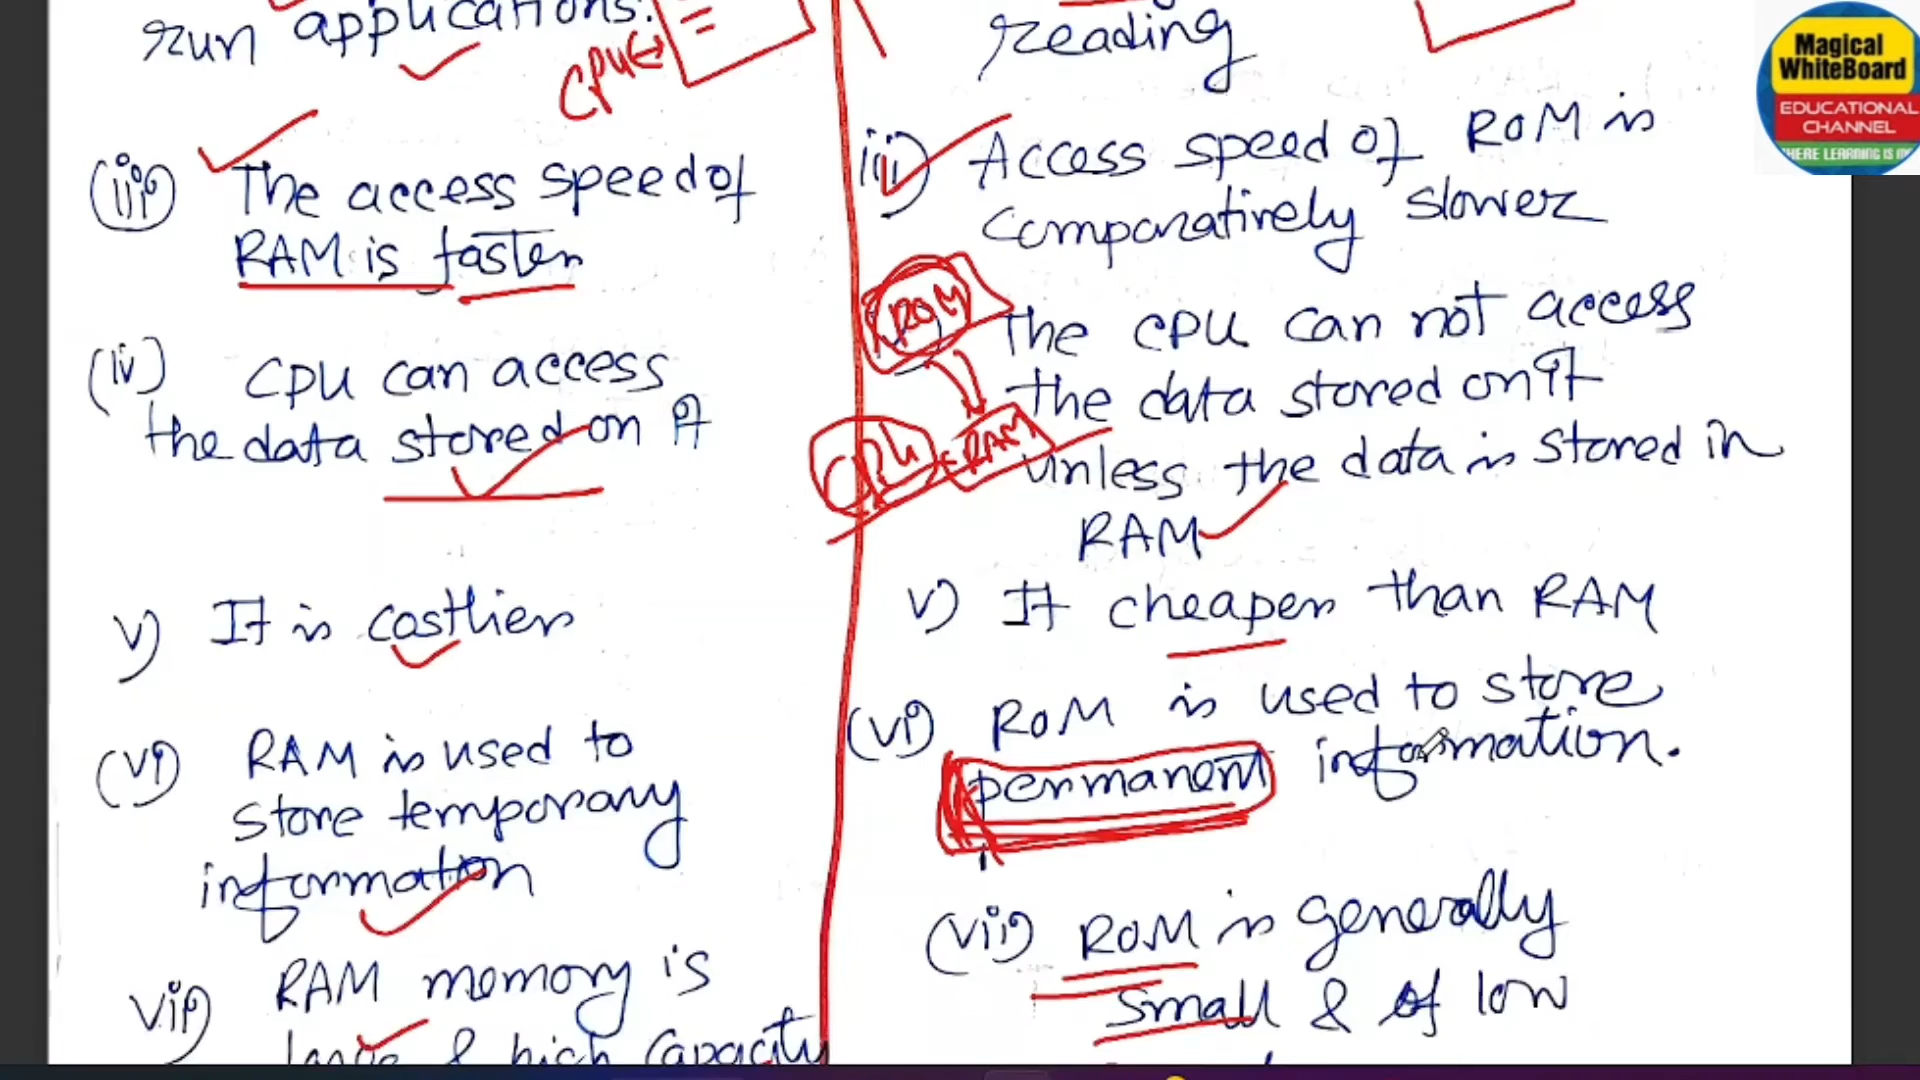 run applications.
CPU
(iii) The access speed of
RAM is faster
(iv) CPU can access
the data stored on it
v) It is costlier
(vi) RAM is used to
store temporary
information
vii) RAM memory is
large & high capacity
reading
iii) Access speed of ROM is
comparatively slower
ROM
The CPU can not access
the data stored on it
CPU
RAM
unless the data is stored in
RAM
v) It cheaper than RAM
(vi) ROM is used to store
permanent information.
(vii) ROM is generally
small & of low
Magical
WhiteBoard
EDUCATIONAL
CHANNEL
HERE LEARNING IS